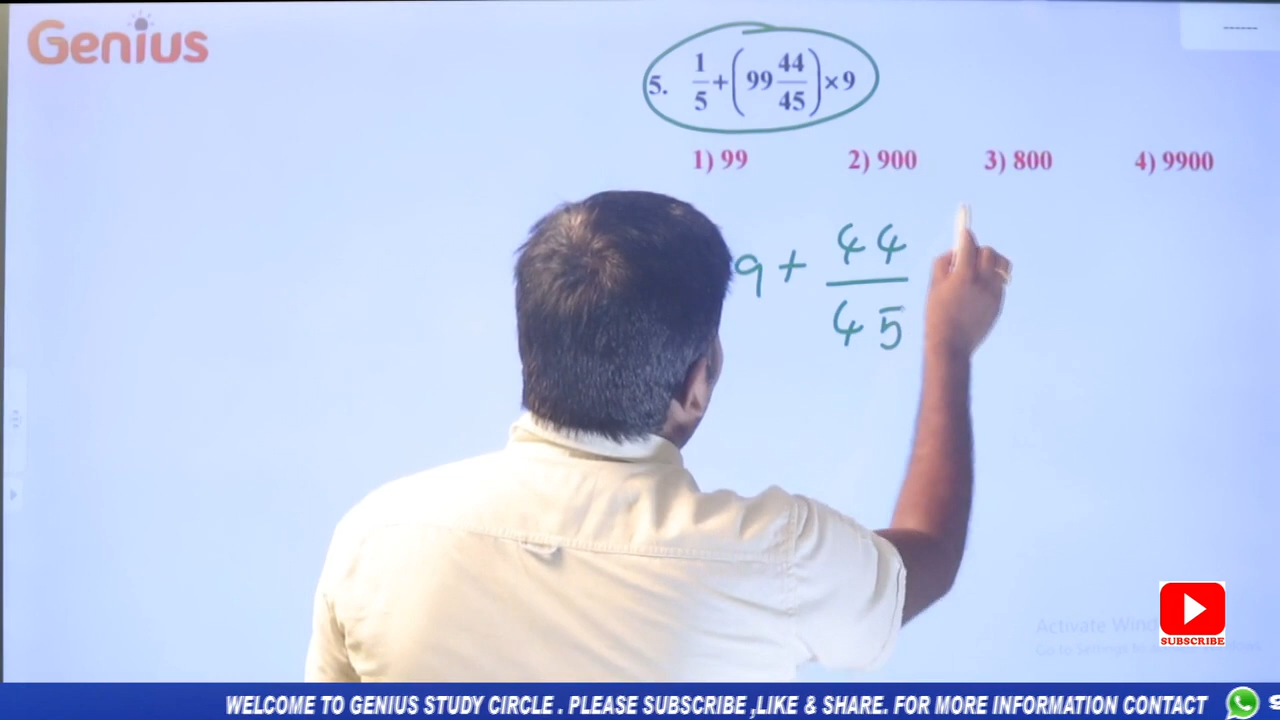 Genius
5. 1/5 + (99 44/45) × 9
1) 99 2) 900 3) 800 4) 9900
9 + 44/45
SUBSCRIBE
WELCOME TO GENIUS STUDY CIRCLE . PLEASE SUBSCRIBE ,LIKE & SHARE. FOR MORE INFORMATION CONTACT